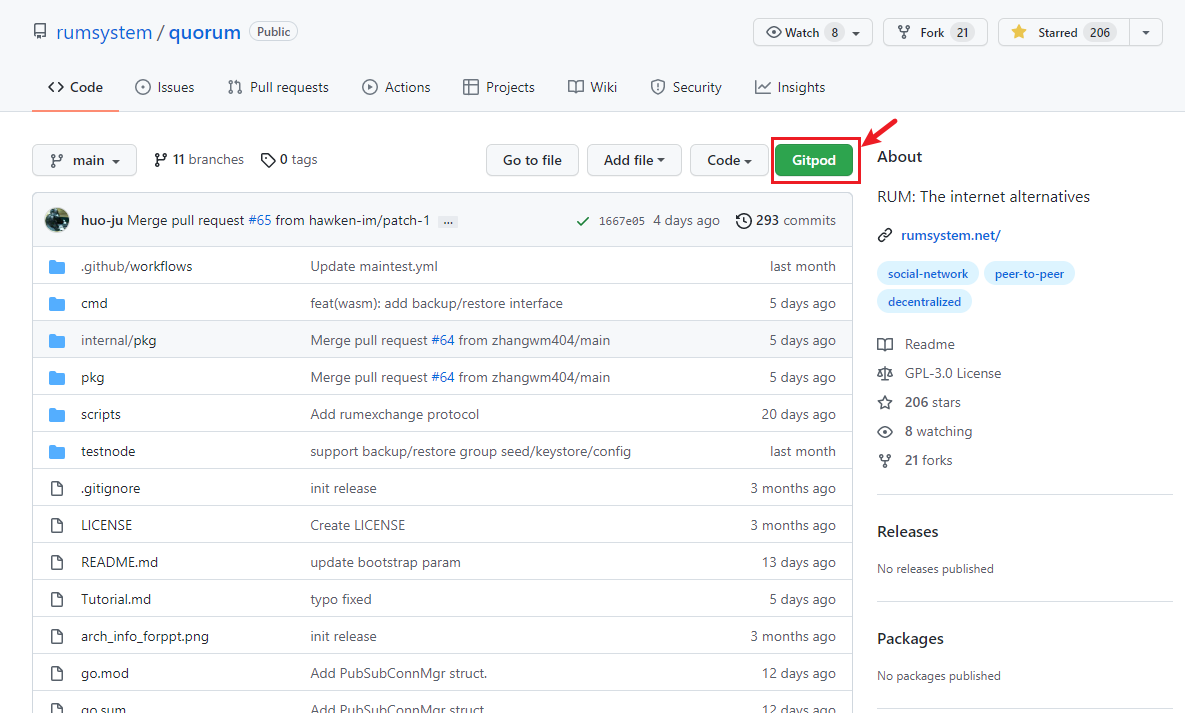 rumsystem / quorum Public Watch 8 Fork 21 Starred 206
Code Issues Pull requests Actions Projects Wiki Security Insights
main 11 branches 0 tags Go to file Add file Code Gitpod
huo-ju Merge pull request #65 from hawken-im/patch-1 ... 1667e05 4 days ago 293 commits
.github/workflows Update maintest.yml last month
cmd feat(wasm): add backup/restore interface 5 days ago
internal/pkg Merge pull request #64 from zhangwm404/main 5 days ago
pkg Merge pull request #64 from zhangwm404/main 5 days ago
scripts Add rumexchange protocol 20 days ago
testnode support backup/restore group seed/keystore/config last month
.gitignore init release 3 months ago
LICENSE Create LICENSE 3 months ago
README.md update bootstrap param 13 days ago
Tutorial.md typo fixed 5 days ago
arch_info_forppt.png init release 3 months ago
go.mod Add PubSubConnMgr struct. 12 days ago
go.sum Add PubSubConnMgr struct. 12 days ago
About
RUM: The internet alternatives
rumsystem.net/
social-network peer-to-peer
decentralized
Readme
GPL-3.0 License
206 stars
8 watching
21 forks
Releases
No releases published
Packages
No packages published